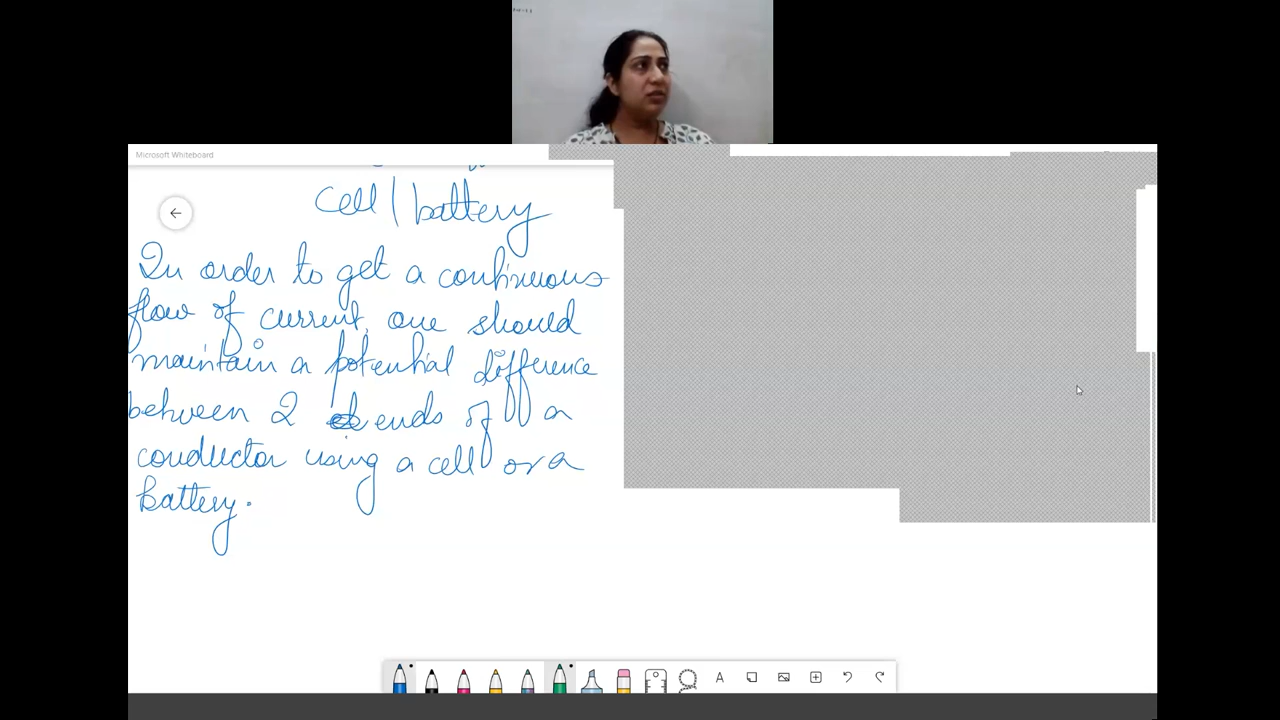 Microsoft Whiteboard
Cell | battery
In order to get a continuous
flow of current, one should
maintain a potential difference
between 2 ends of a
conductor using a cell or a
battery.
A